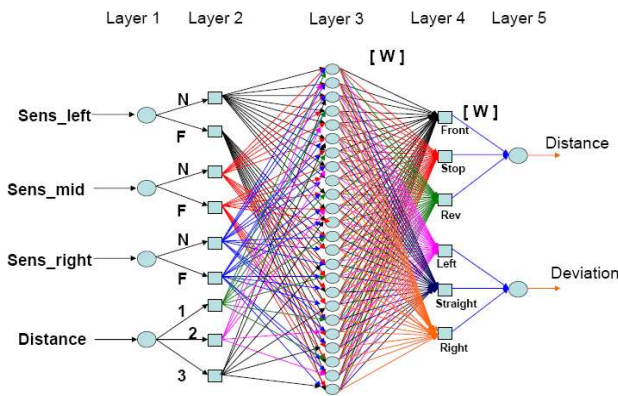 Layer 1 Layer 2 Layer 3 Layer 4 Layer 5
[ W ]
Sens_left
N
F
[ W ]
Front
Sens_mid
N
F
Stop
Distance
Sens_right
N
F
Rev
Left
Distance
1
2
3
Straight
Deviation
Right